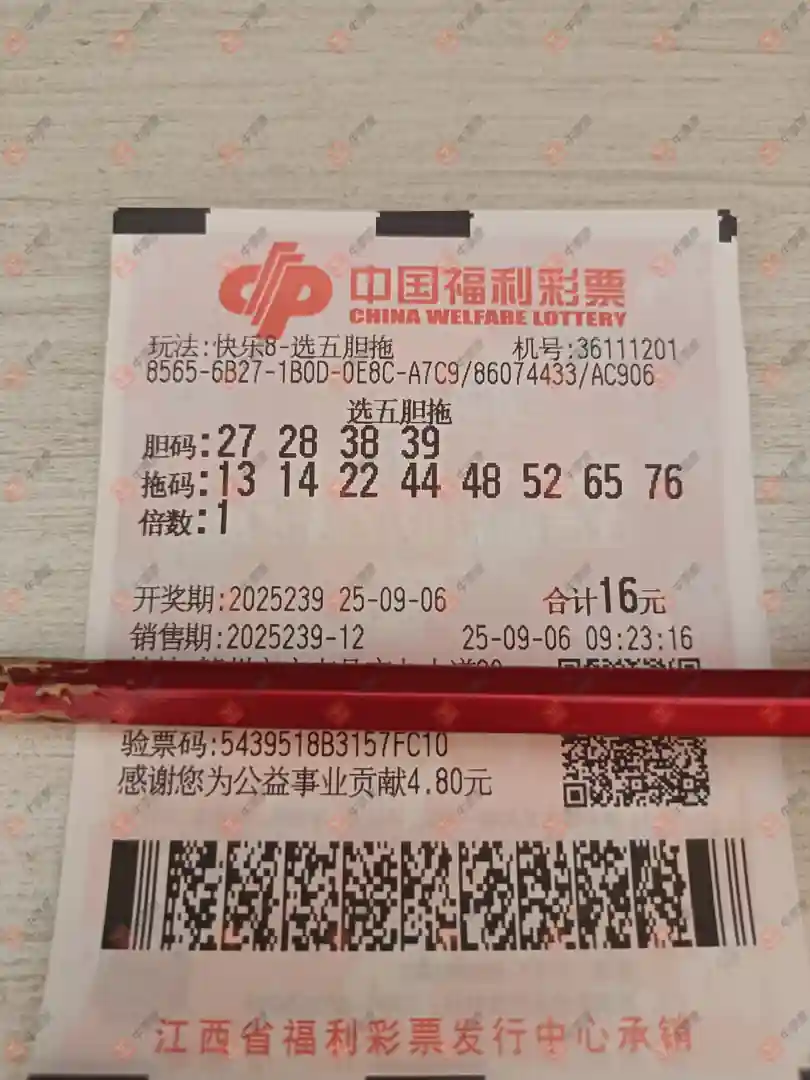 中国福利彩票
CHINA WELFARE LOTTERY
玩法:快乐8-选五胆拖 机号:36111201
8565-6B27-1B0D-0E8C-A7C9/86074433/AC906
选五胆拖
胆码:27 28 38 39
拖码:13 14 22 44 48 52 65 76
倍数:1
开奖期:2025239 25-09-06 合计16元
销售期:2025239-12 25-09-06 09:23:16
验票码:5439518B3157FC10
感谢您为公益事业贡献4.80元
江西省福利彩票发行中心承销